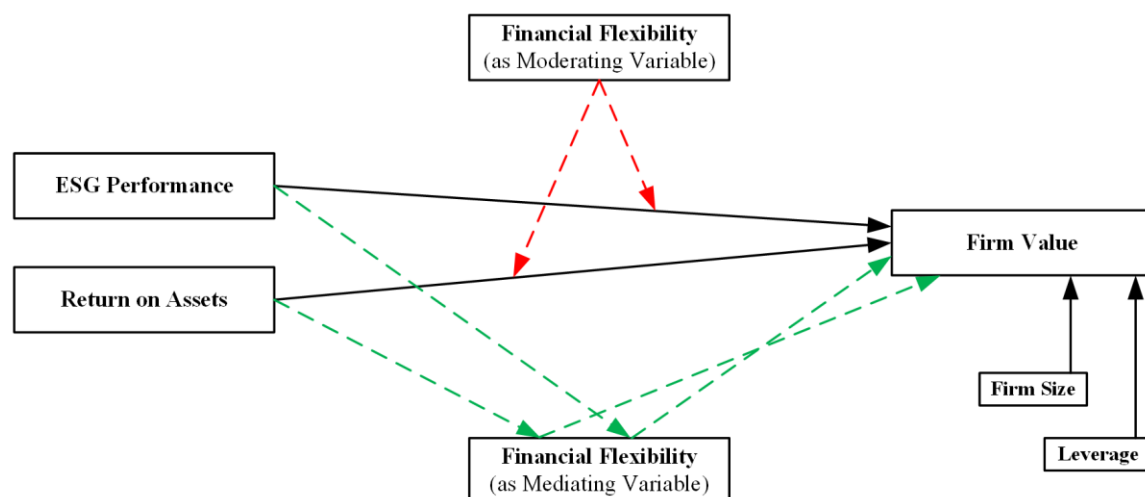 Financial Flexibility
(as Moderating Variable)
ESG Performance
Firm Value
Return on Assets
Firm Size
Financial Flexibility
(as Mediating Variable)
Leverage